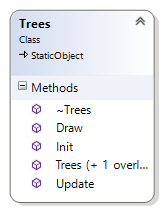 Trees
Class
StaticObject
Methods
~Trees
Draw
Init
Trees (+ 1 overl...
Update